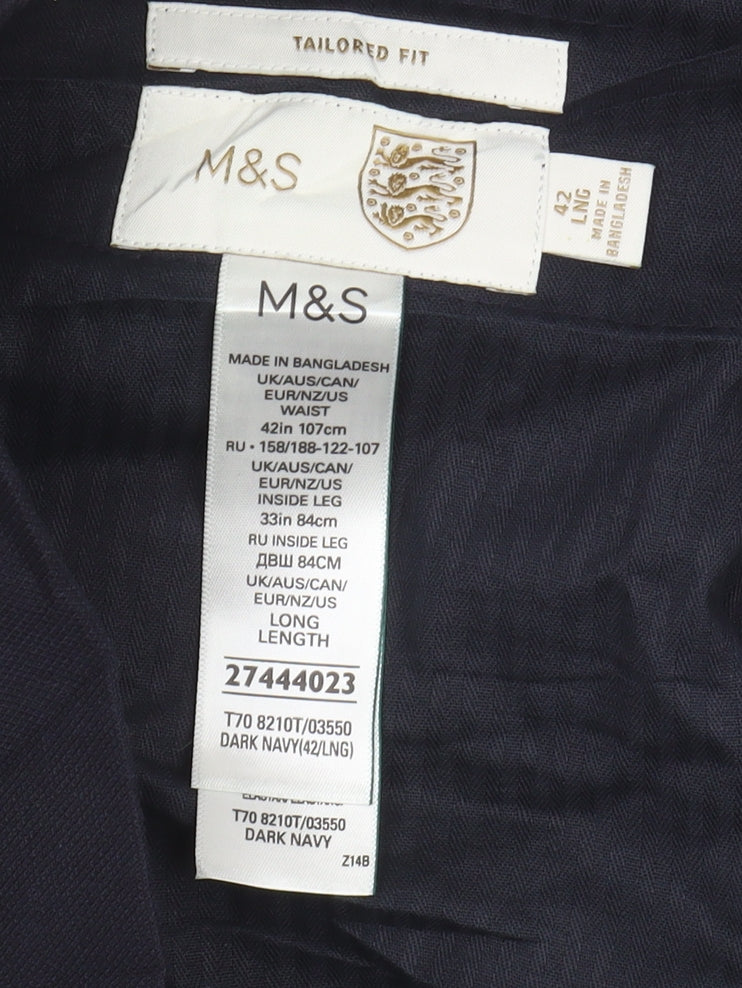 TAILORED FIT
M&S
42
LNG
MADE IN
BANGLADESH
M&S
MADE IN BANGLADESH
UK/AUS/CAN/
EUR/NZ/US
WAIST
42in 107cm
RU • 158/188-122-107
UK/AUS/CAN/
EUR/NZ/US
INSIDE LEG
33in 84cm
RU INSIDE LEG
ДВШ 84CM
UK/AUS/CAN/
EUR/NZ/US
LONG
LENGTH
27444023
T70 8210T/03550
DARK NAVY(42/LNG)
T70 8210T/03550
DARK NAVY
Z14B